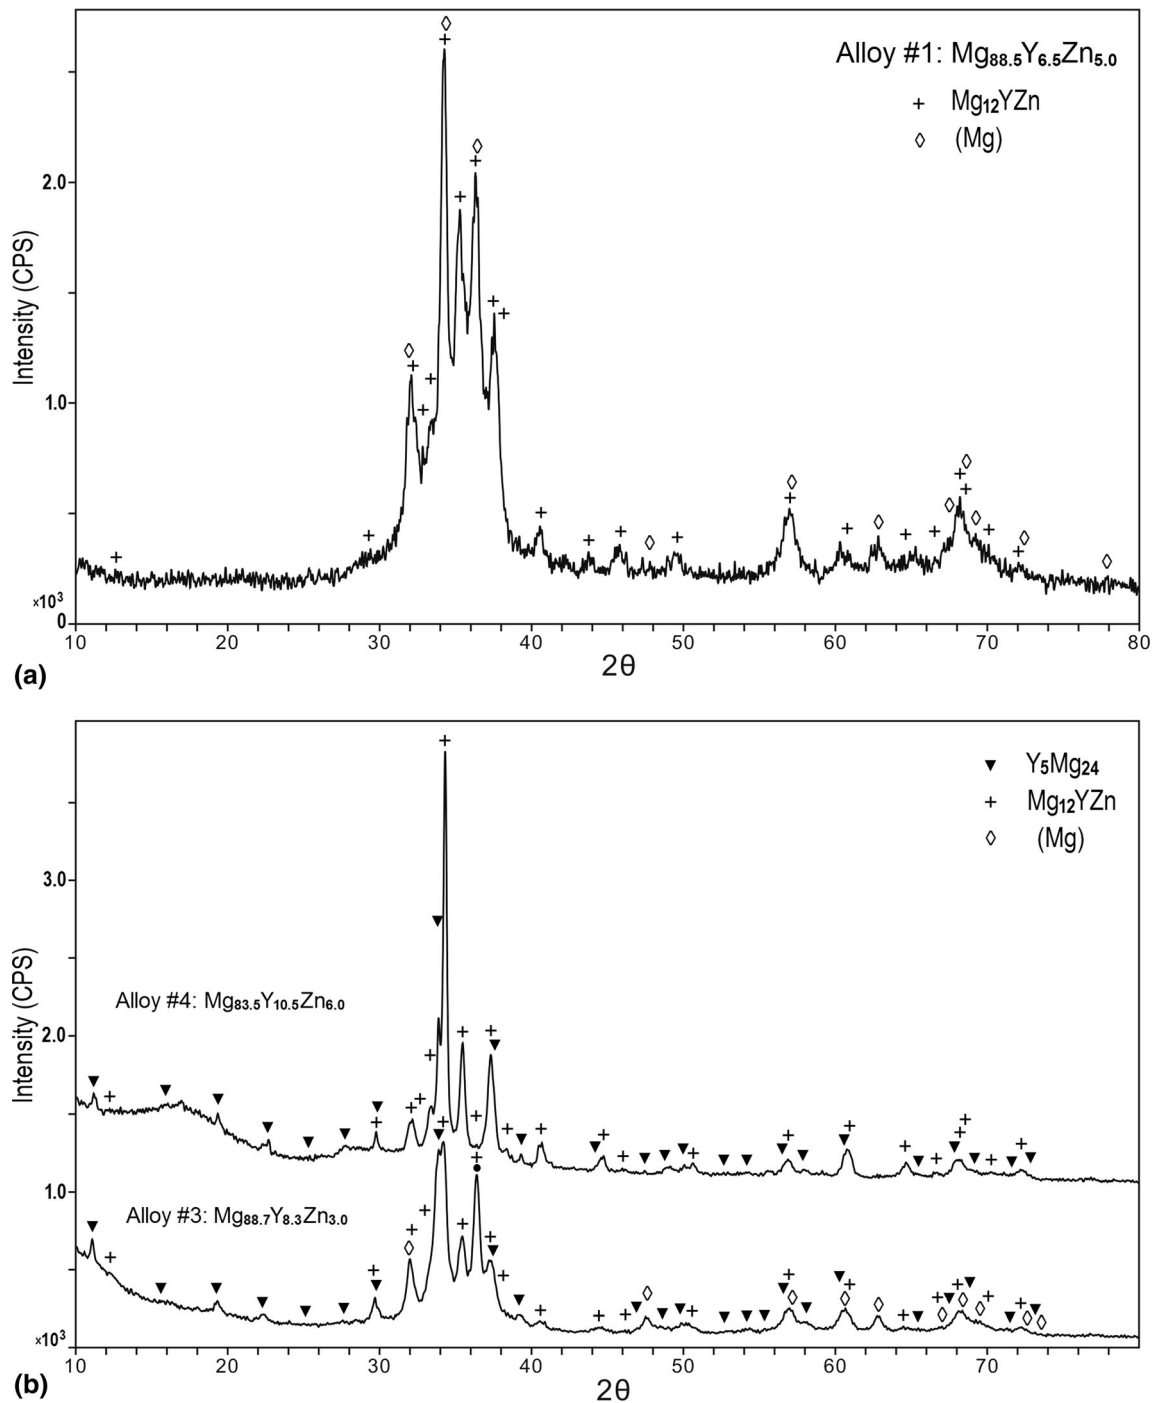 Alloy #1: Mg88.5Y6.5Zn5.0
+ Mg12YZn
◊ (Mg)
2.0
Intensity (CPS)
1.0
×10³
0
10 20 30 40 50 60 70 80
2θ
(a)
▼ Y5Mg24
+ Mg12YZn
◊ (Mg)
3.0
Alloy #4: Mg83.5Y10.5Zn6.0
Intensity (CPS)
2.0
1.0
Alloy #3: Mg88.7Y8.3Zn3.0
×10³
10 20 30 40 50 60 70
2θ
(b)